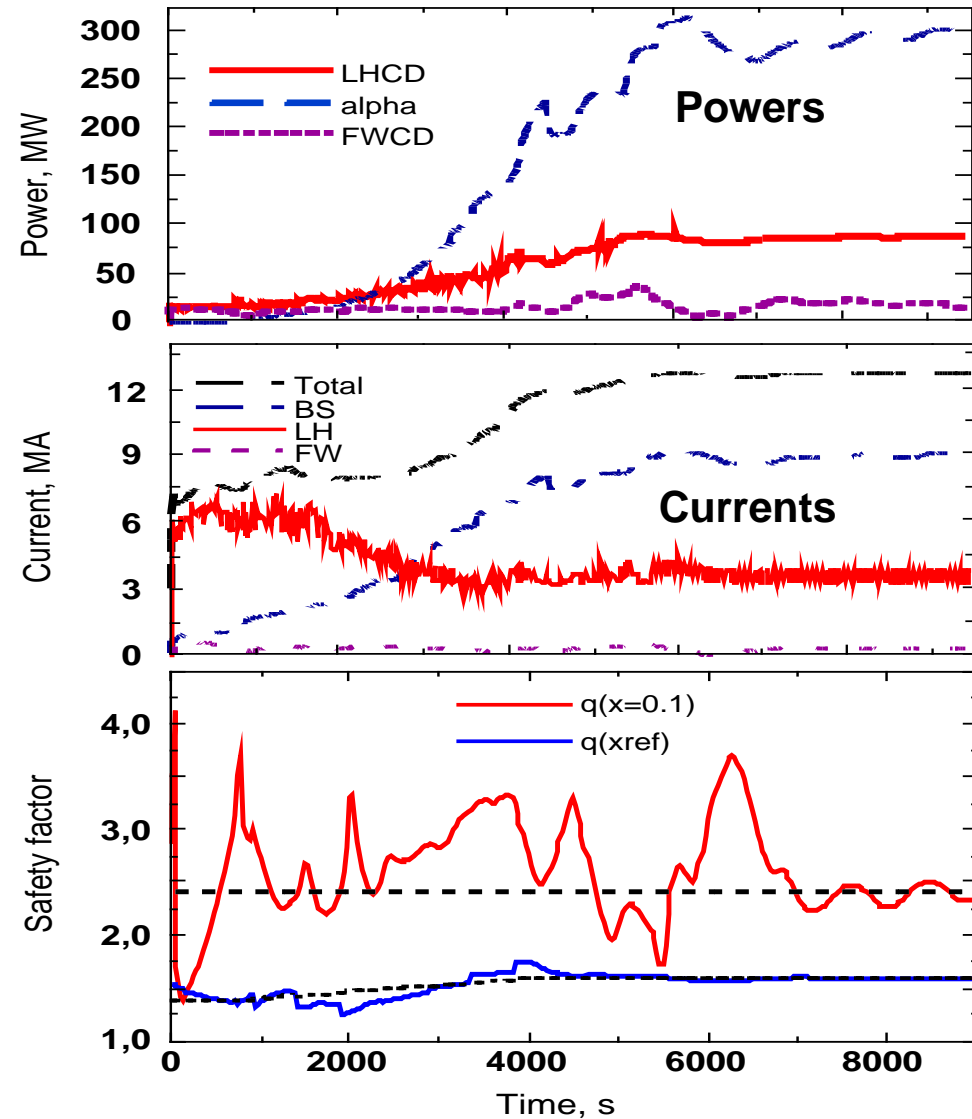 300
250
200
150
100
50
0
Power, MW
LHCD
alpha
FWCD
Powers
12
9
6
3
0
Current, MA
Total
BS
LH
FW
Currents
4,0
3,0
2,0
1,0
Safety factor
q(x=0.1)
q(xref)
0 2000 4000 6000 8000
Time, s